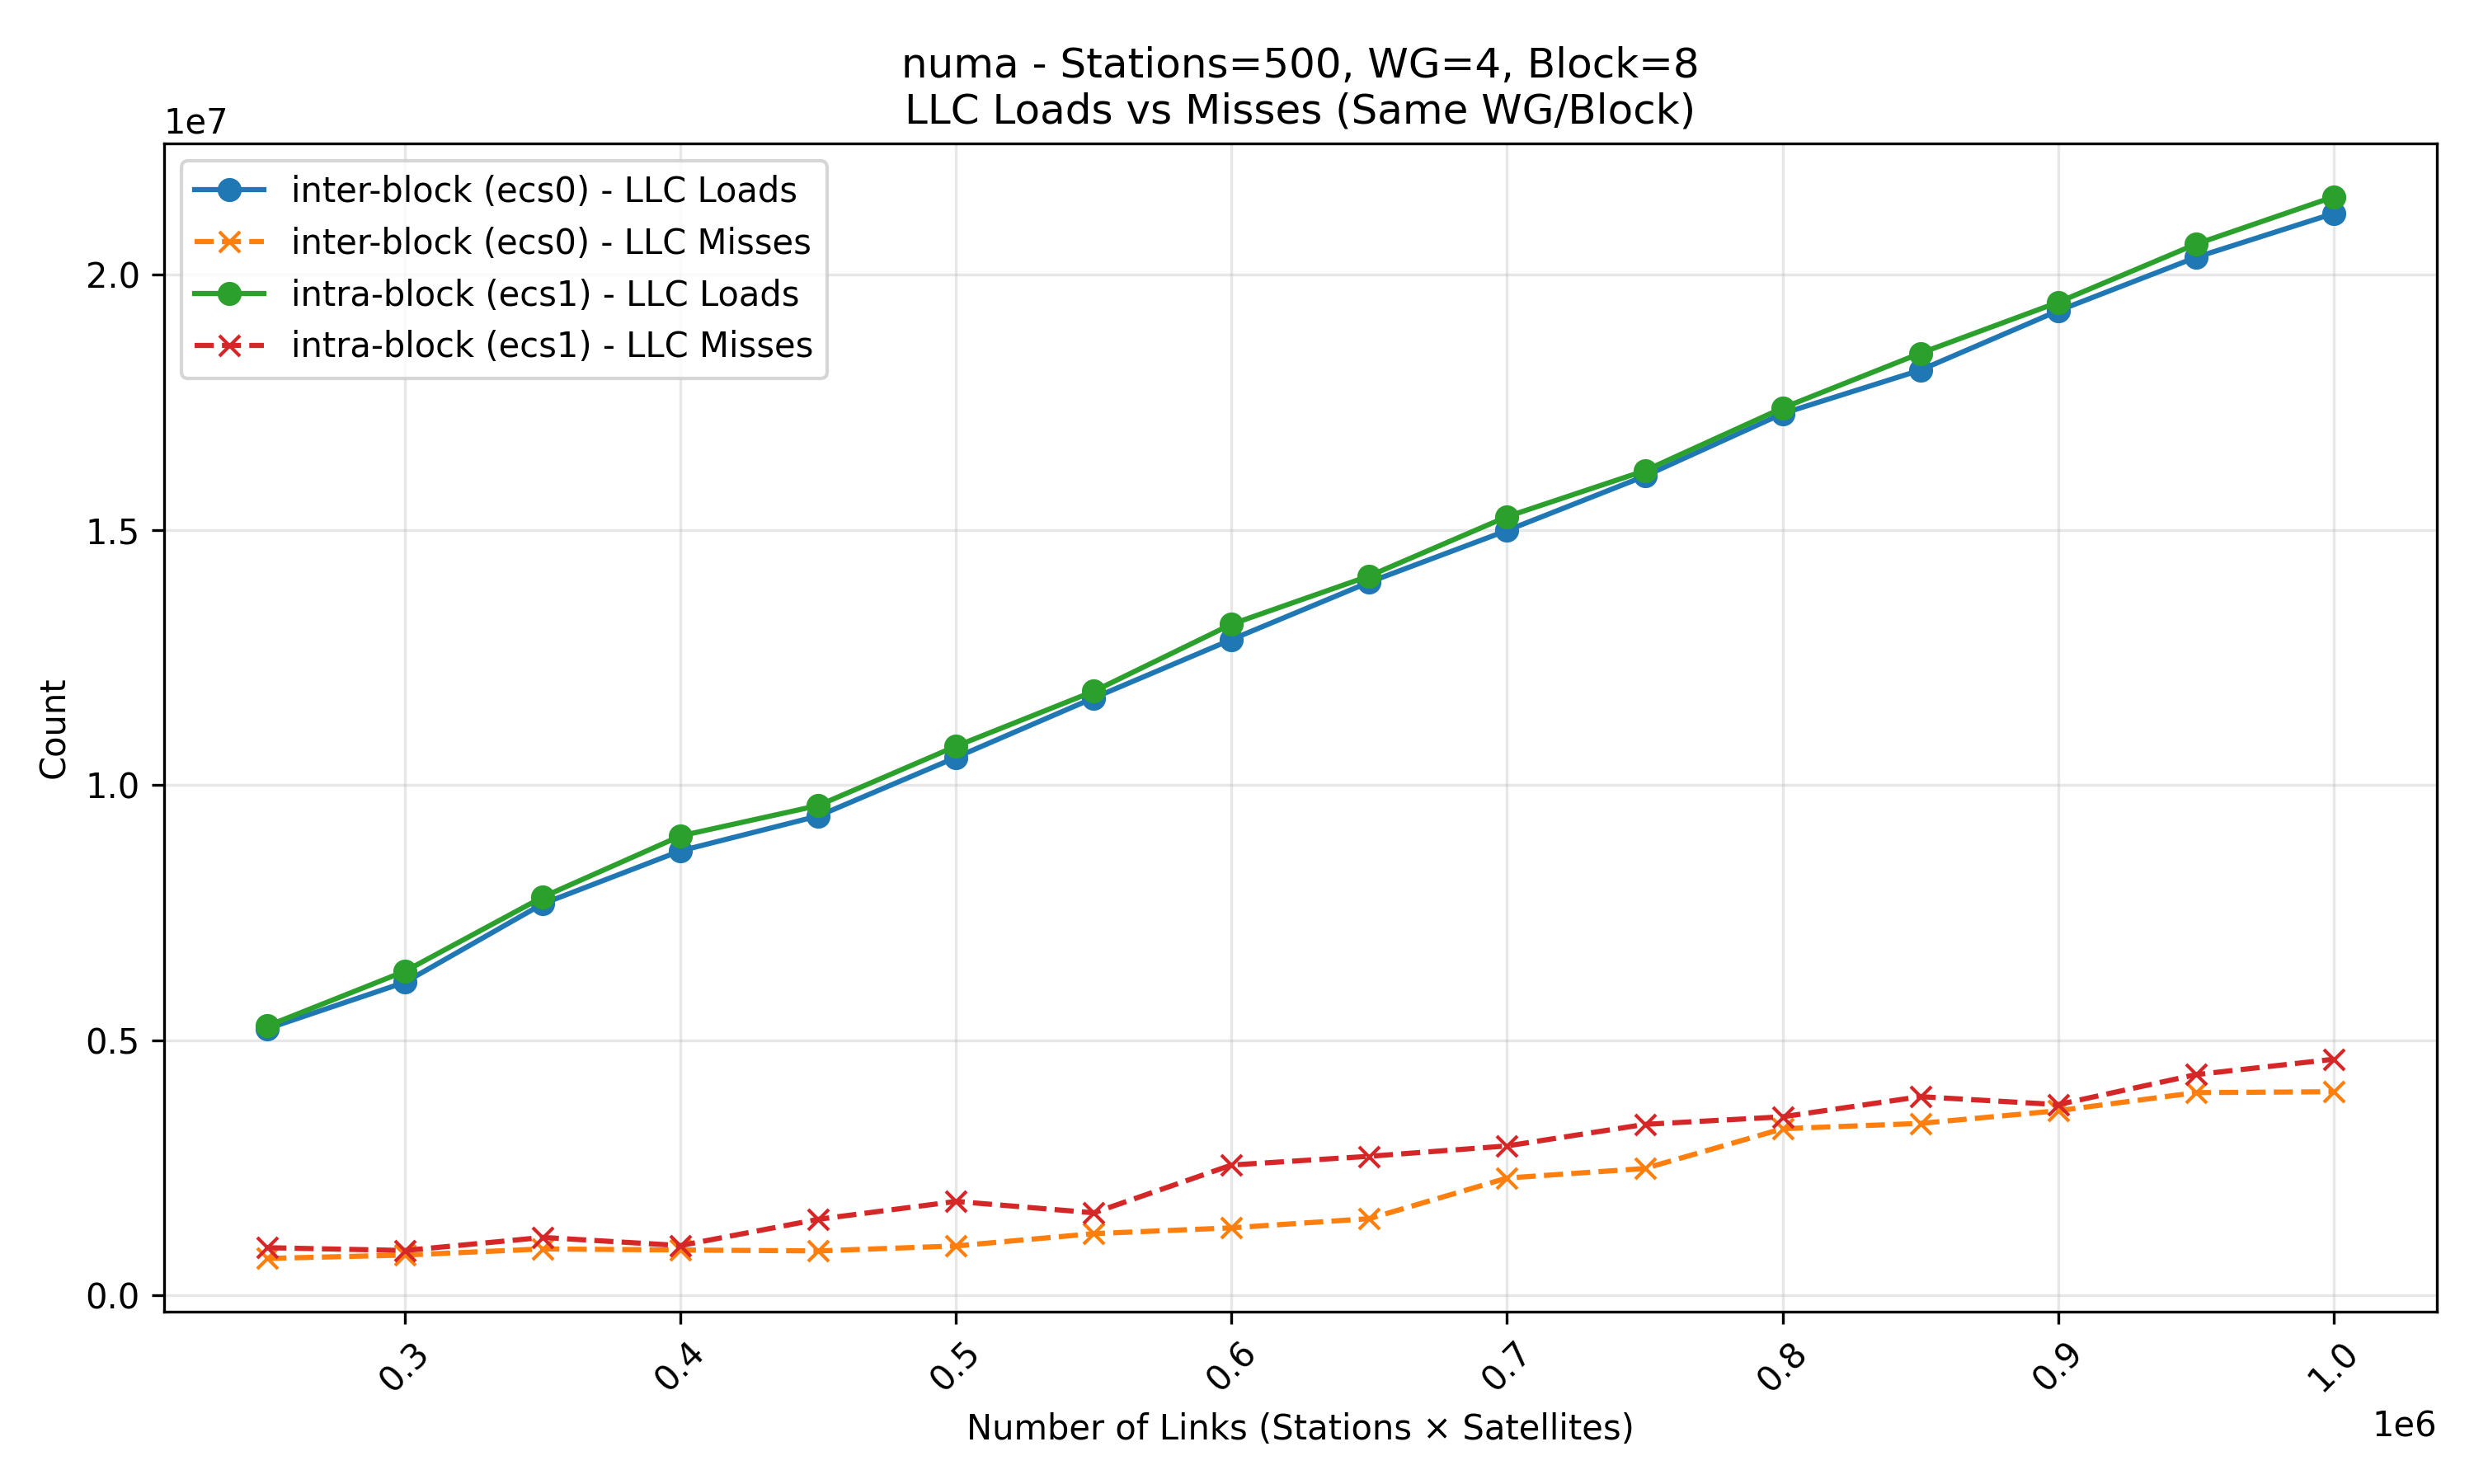 numa - Stations=500, WG=4, Block=8
LLC Loads vs Misses (Same WG/Block)
1e7
inter-block (ecs0) - LLC Loads
inter-block (ecs0) - LLC Misses
intra-block (ecs1) - LLC Loads
intra-block (ecs1) - LLC Misses
2.0
1.5
1.0
0.5
0.0
Count
0.3 0.4 0.5 0.6 0.7 0.8 0.9 1.0
Number of Links (Stations × Satellites)
1e6